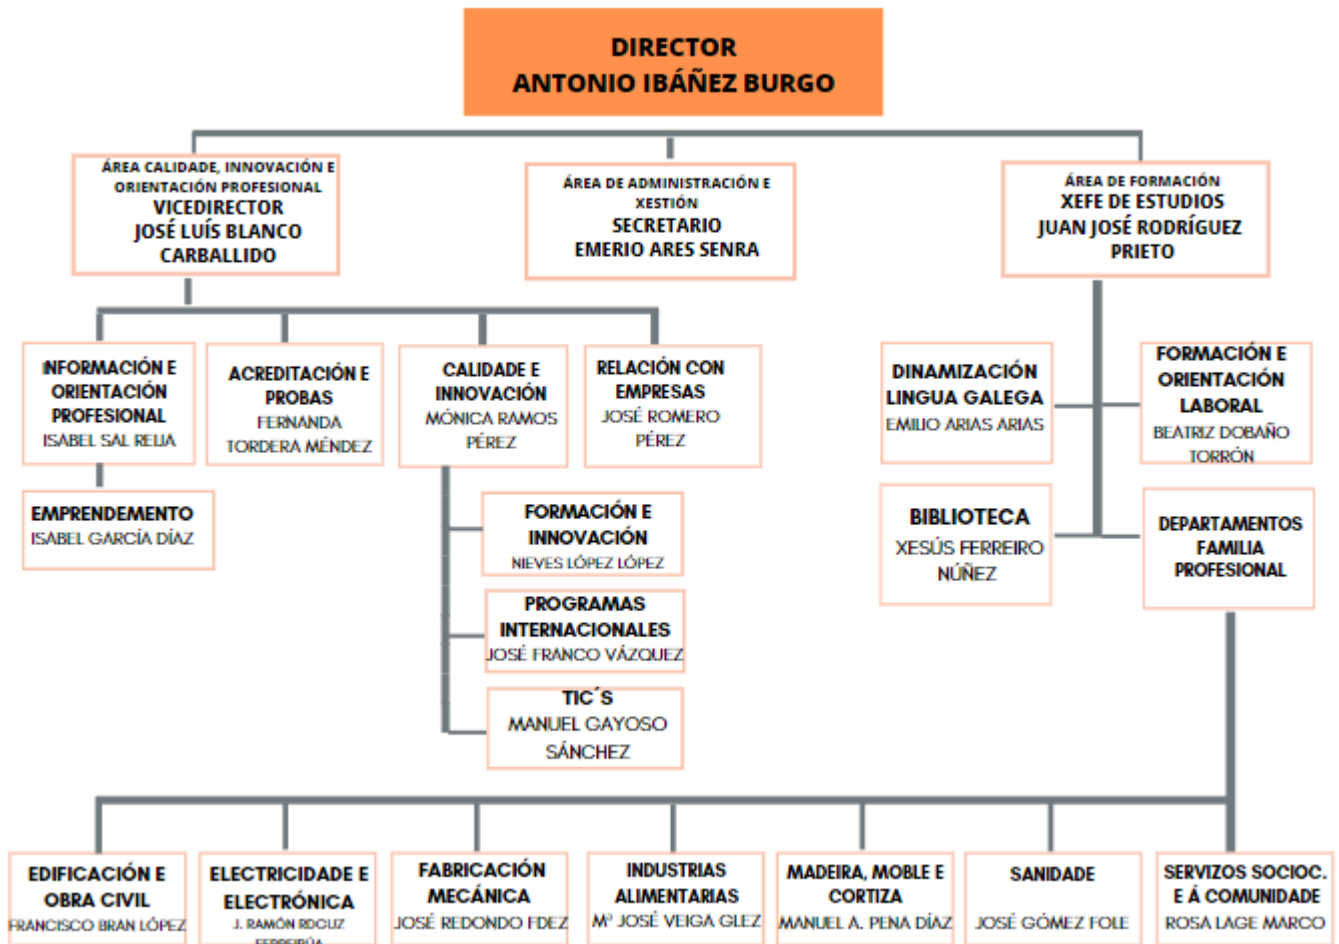 DIRECTOR
ANTONIO IBÁÑEZ BURGO
ÁREA CALIDADE, INNOVACIÓN E
ORIENTACIÓN PROFESIONAL
VICEDIRECTOR
JOSÉ LUÍS BLANCO
CARBALLIDO
ÁREA DE ADMINISTRACIÓN E
XESTIÓN
SECRETARIO
EMERIO ARES SENRA
ÁREA DE FORMACIÓN
XEFE DE ESTUDIOS
JUAN JOSÉ RODRÍGUEZ
PRIETO
INFORMACIÓN E
ORIENTACIÓN
PROFESIONAL
ISABEL SAL REIJA
ACREDITACIÓN E
PROBAS
FERNANDA
TORDERA MÉNDEZ
CALIDADE E
INNOVACIÓN
MÓNICA RAMOS
PÉREZ
RELACIÓN CON
EMPRESAS
JOSÉ ROMERO
PÉREZ
DINAMIZACIÓN
LINGUA GALEGA
EMILIO ARIAS ARIAS
FORMACIÓN E
ORIENTACIÓN
LABORAL
BEATRIZ DOBAÑO
TORRÓN
EMPRENDEMENTO
ISABEL GARCÍA DÍAZ
FORMACIÓN E
INNOVACIÓN
NIEVES LÓPEZ LÓPEZ
PROGRAMAS
INTERNACIONALES
JOSÉ FRANCO VÁZQUEZ
TIC´S
MANUEL GAYOSO
SÁNCHEZ
BIBLIOTECA
XESÚS FERREIRO
NÚÑEZ
DEPARTAMENTOS
FAMILIA
PROFESIONAL
EDIFICACIÓN E
OBRA CIVIL
FRANCISCO BRAN LÓPEZ
ELECTRICIDADE E
ELECTRÓNICA
J. RAMÓN RDGUZ
FABRICACIÓN
MECÁNICA
JOSÉ REDONDO FDEZ
INDUSTRIAS
ALIMENTARIAS
Mª JOSÉ VEIGA GLEZ
MADEIRA, MOBLE E
CORTIZA
MANUEL A. PENA DÍAZ
SANIDADE
JOSÉ GÓMEZ FOLE
SERVIZOS SOCIOC.
E Á COMUNIDADE
ROSA LAGE MARCO